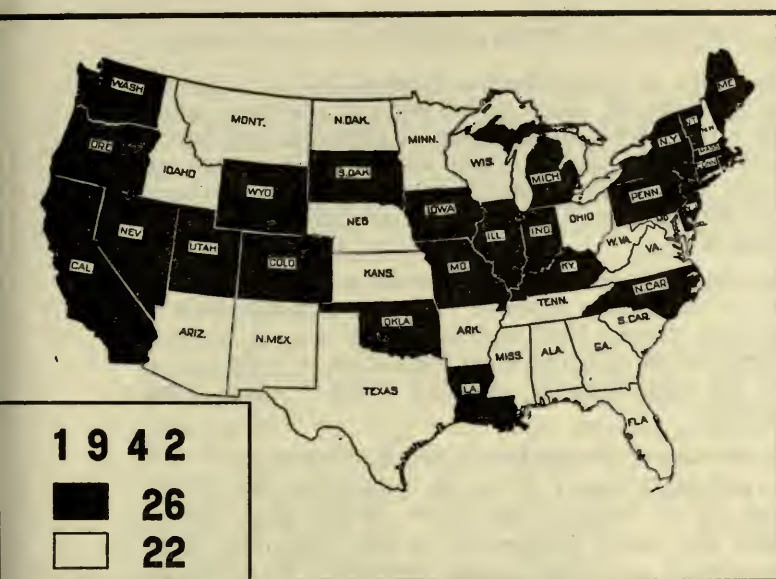 WASH
ME
MONT.
N.DAK.
MINN.
V.T.
N.H.
ORE
N.Y.
MASS
CONN.
IDAHO
S.DAK
WIS.
MICH
WYO
PENN.
IOWA
NEB
OHIO
NEV
ILL
IND
UTAH
W.VA.
VA.
COLO
CAL
KANS.
MO.
KY.
N.CAR
TENN.
OKLA
S.CAR.
ARIZ.
N.MEX.
ARK.
MISS.
ALA.
GA.
TEXAS
LA
FLA
1942
26
22